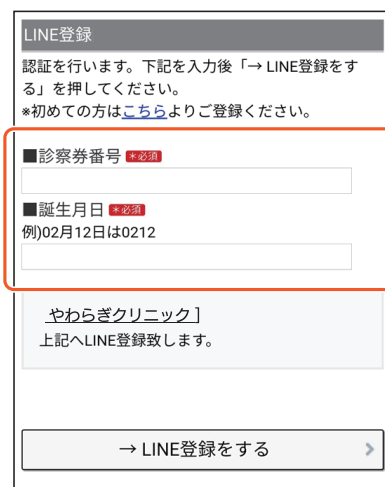 LINE登録
認証を行います。下記を入力後「→ LINE登録をす
る」を押してください。
*初めての方はこちらよりご登録ください。
■診察券番号 *必須
■誕生月日 *必須
例)02月12日は0212
やわらぎクリニック]
上記へLINE登録致します。
→ LINE登録をする